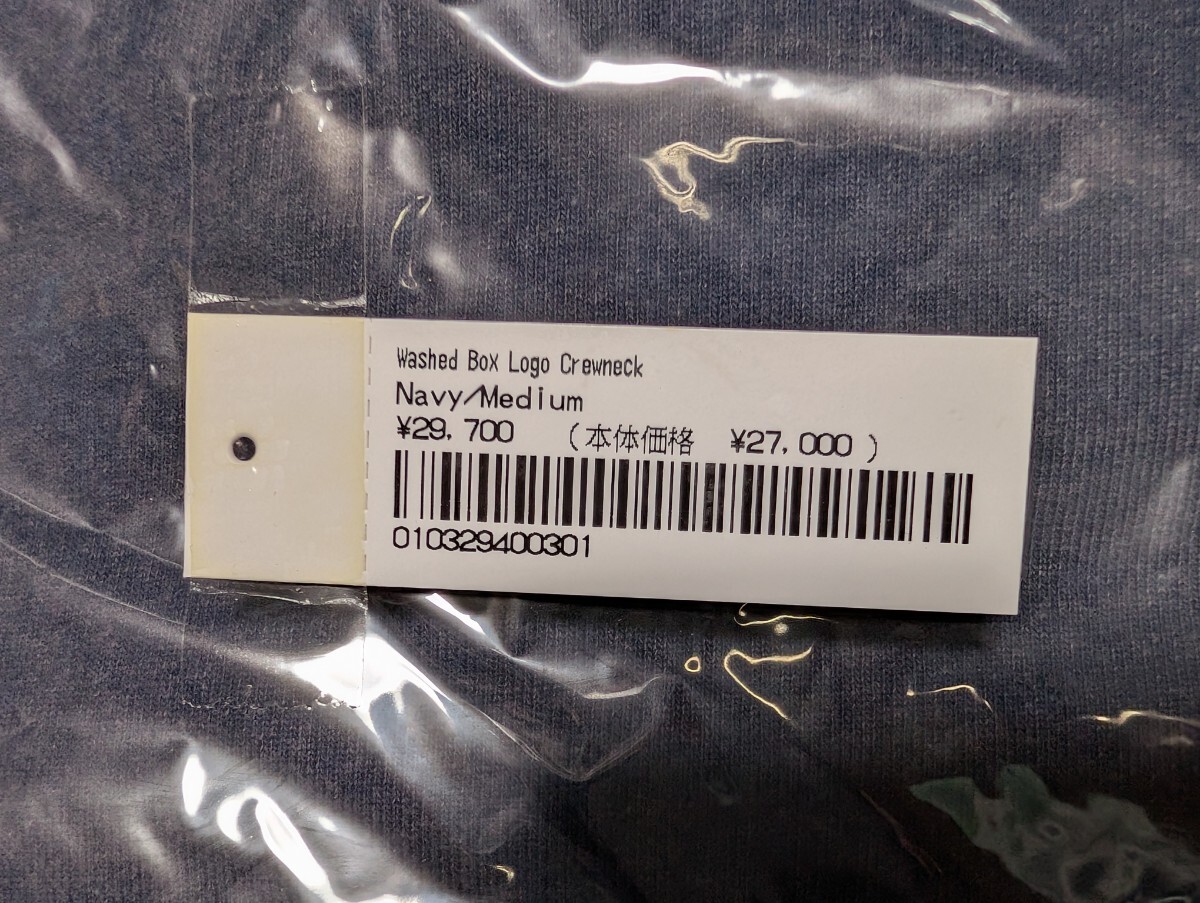 Washed Box Logo Crewneck
Navy/Medium
¥29,700 (本体価格 ¥27,000)
010329400301